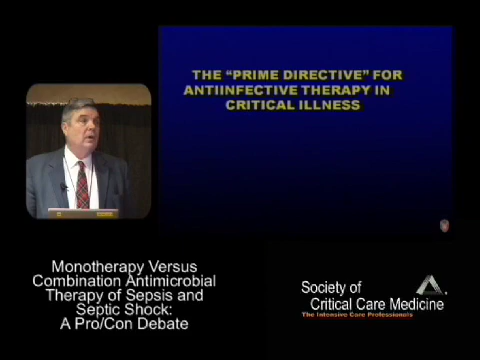 THE “PRIME DIRECTIVE” FOR
ANTIINFECTIVE THERAPY IN
CRITICAL ILLNESS
Monotherapy Versus
Combination Antimicrobial
Therapy of Sepsis and
Septic Shock:
A Pro/Con Debate
Society of
Critical Care Medicine
The Intensive Care Professionals